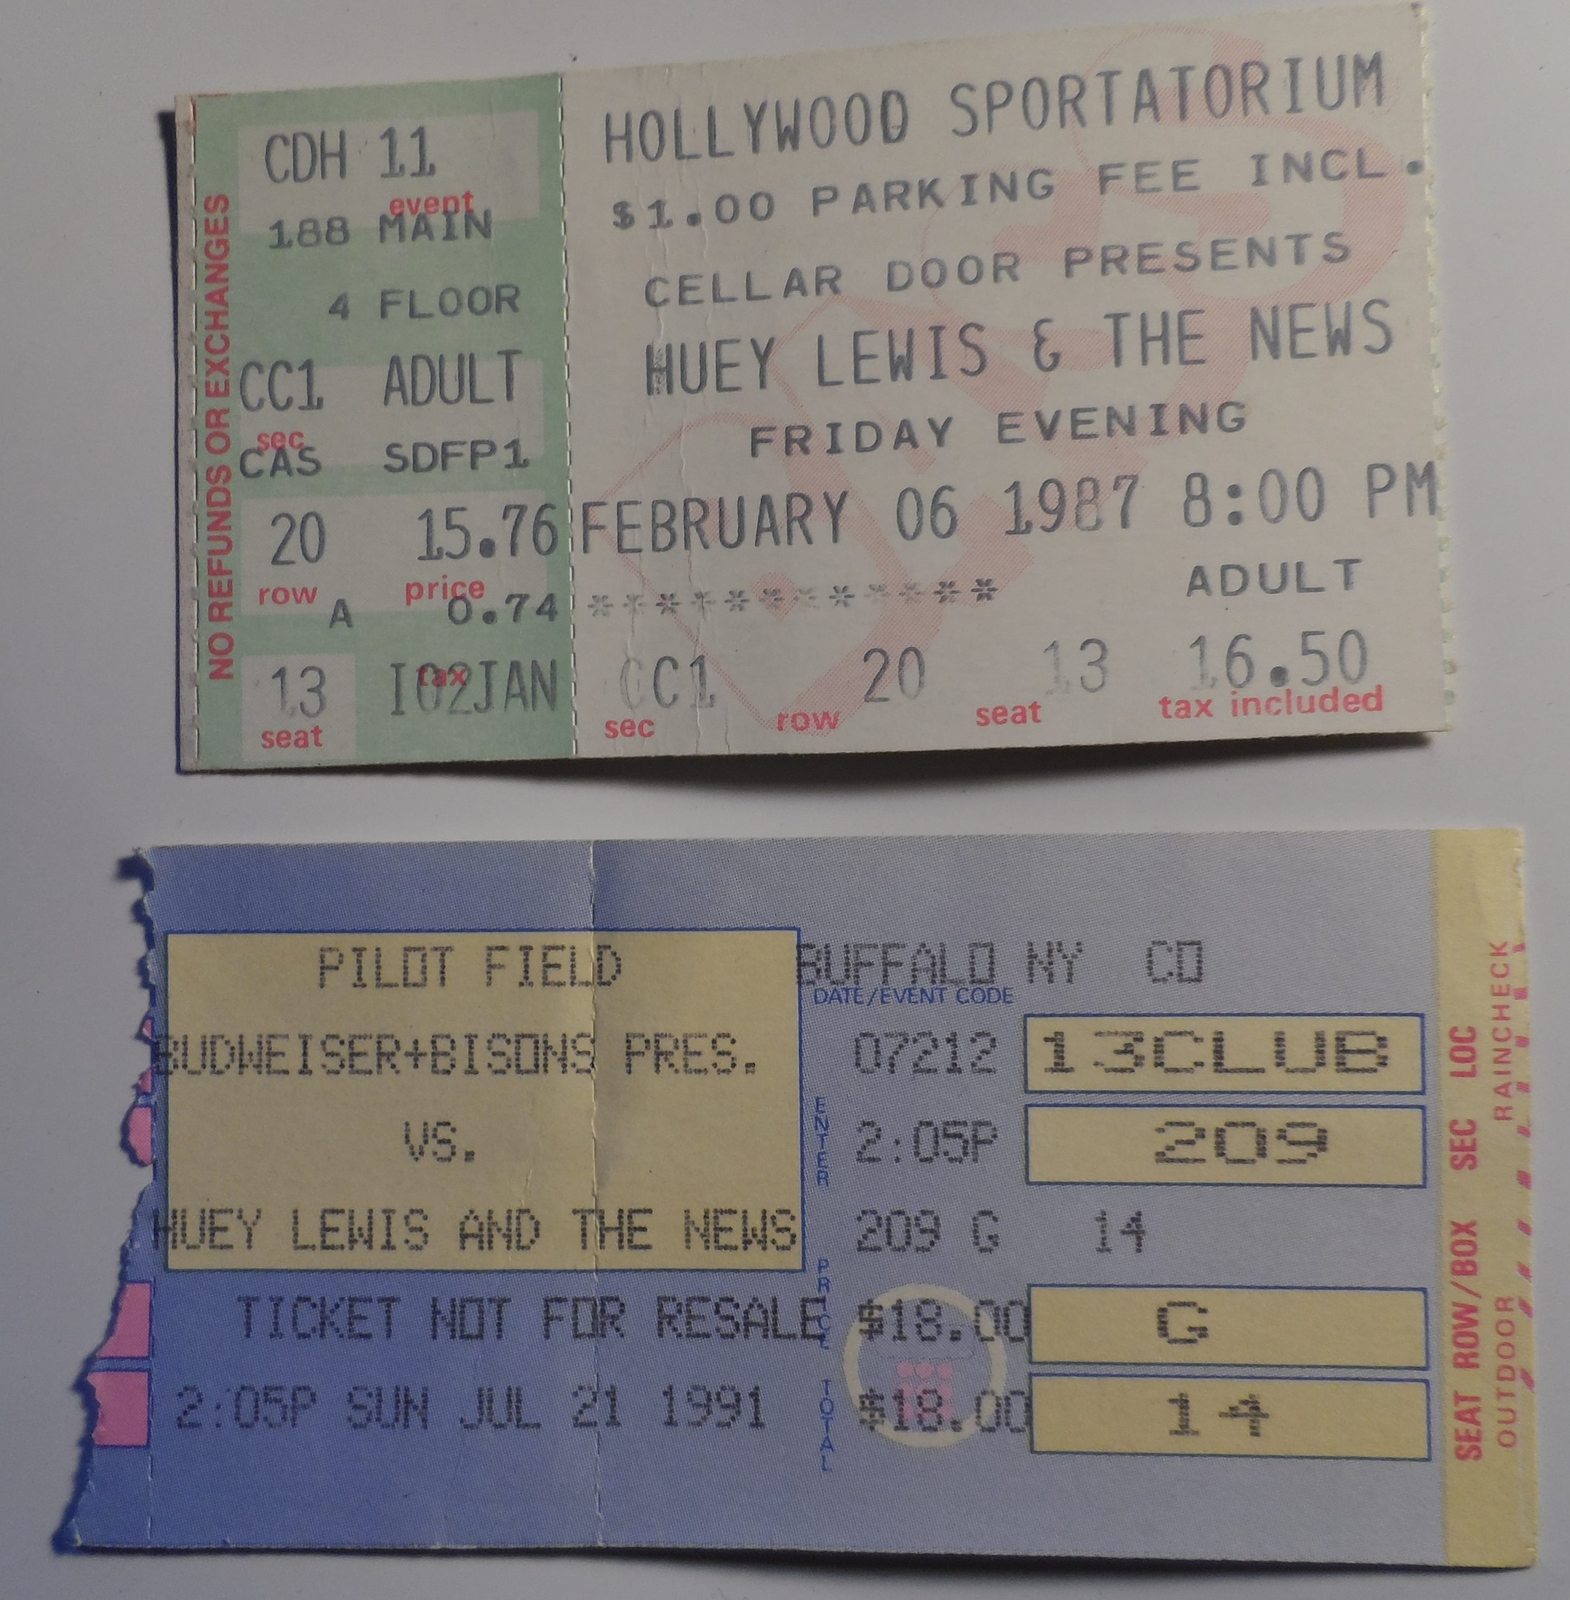 NO REFUNDS OR EXCHANGES
CDH 11
event
188 MAIN
4 FLOOR
CC1 ADULT
sec
CAS SDFP1
20 15.76
row price
A 0.74
tax
13 I02JAN
seat
HOLLYWOOD SPORTATORIUM
$1.00 PARKING FEE INCL.
CELLAR DOOR PRESENTS
HUEY LEWIS & THE NEWS
FRIDAY EVENING
FEBRUARY 06 1987 8:00 PM
************ ADULT
CC1 20 13 16.50
sec row seat tax included
PILOT FIELD BUFFALO NY CO
DATE/EVENT CODE
BUDWEISER+BISONS PRES. 07212 13CLUB
VS. ENTER 2:05P 209
HUEY LEWIS AND THE NEWS 209 G 14
TICKET NOT FOR RESALE PRICE $18.00 G
2:05P SUN JUL 21 1991 TOTAL $18.00 14
SEAT ROW/BOX SEC LOC
OUTDOOR RAINCHECK